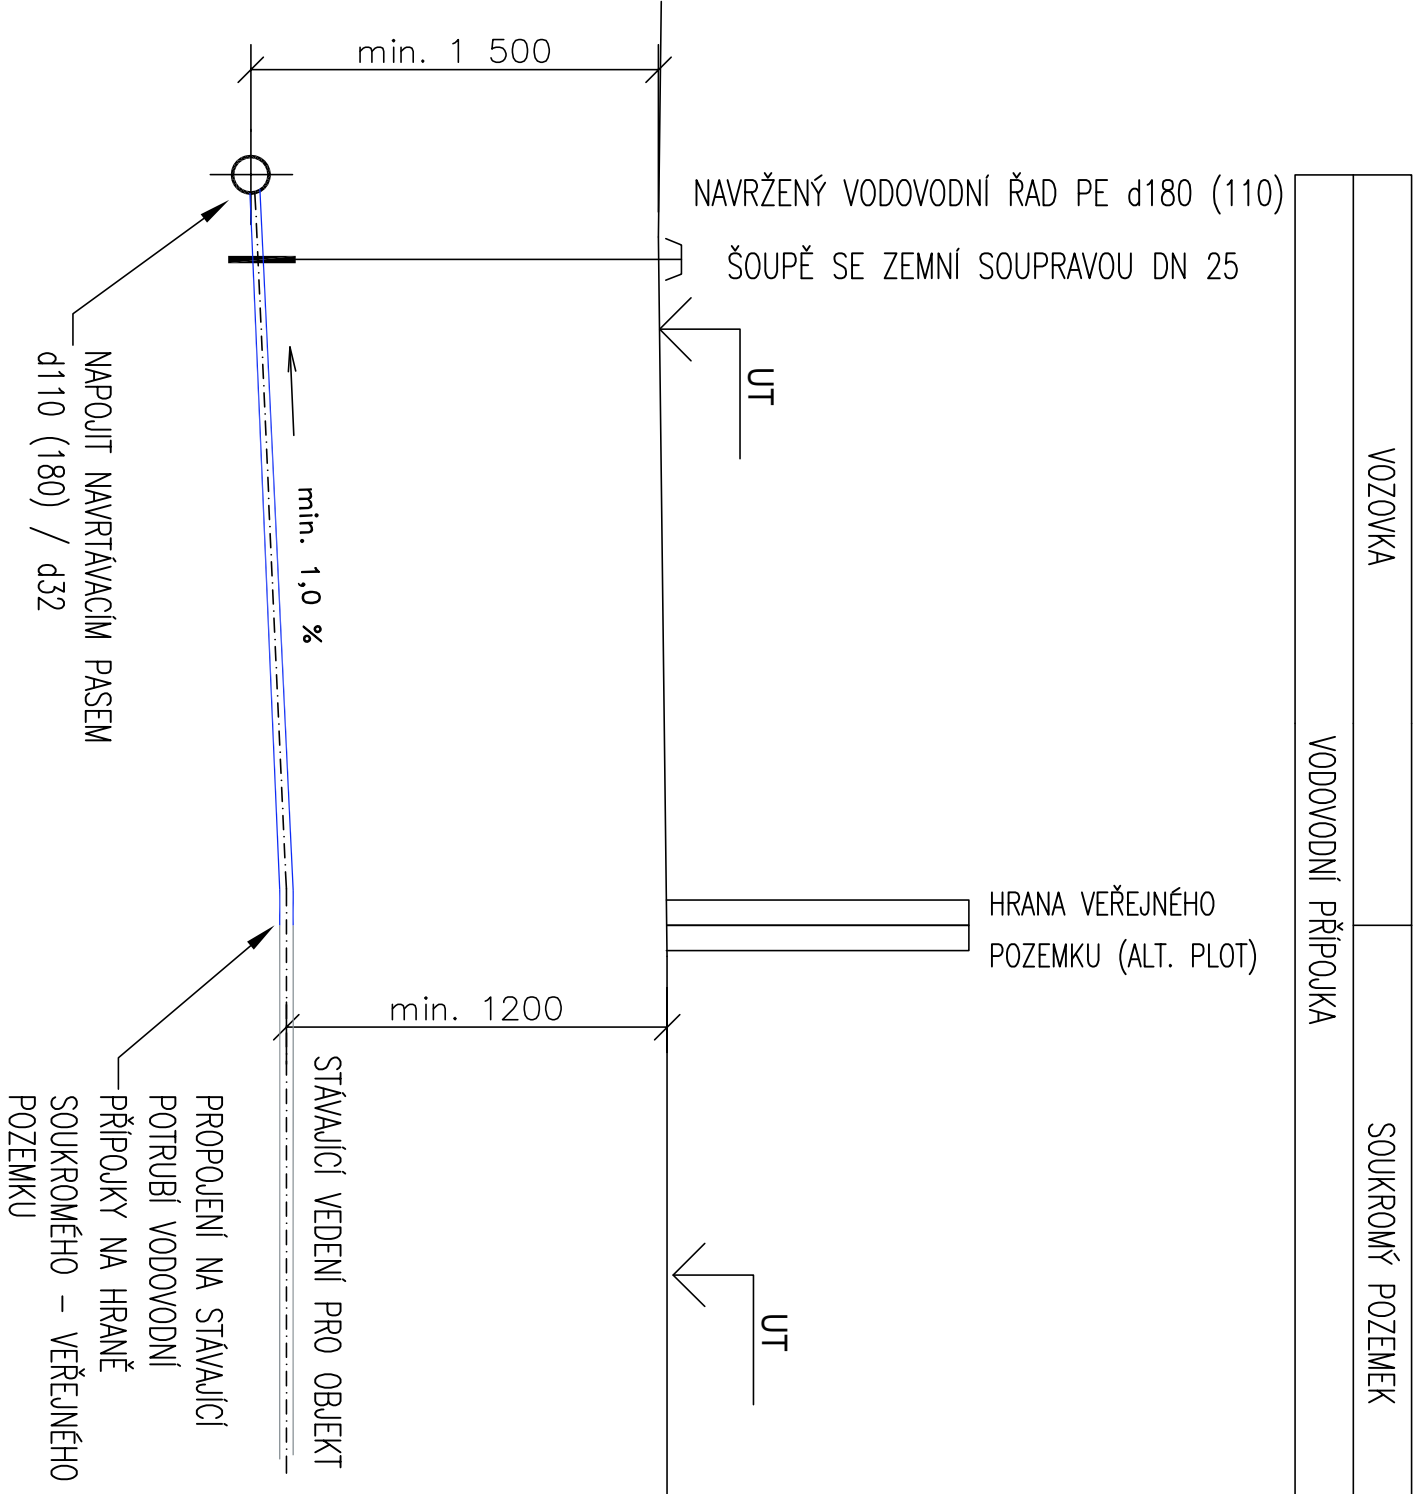 min. 1 500
NAVRŽENÝ VODOVODNÍ ŘAD PE d180 (110)
ŠOUPĚ SE ZEMNÍ SOUPRAVOU DN 25
UT
VOZOVKA
VODOVODNÍ PŘÍPOJKA
SOUKROMÝ POZEMEK
NAPOJIT NAVRTÁVACÍM PASEM
d110 (180) / d32
min. 1,0 %
HRANA VEŘEJNÉHO
POZEMKU (ALT. PLOT)
min. 1200
STÁVAJÍCÍ VEDENÍ PRO OBJEKT
PROPOJENÍ NA STÁVAJÍCÍ
POTRUBÍ VODOVODNÍ
PŘÍPOJKY NA HRANĚ
SOUKROMÉHO - VEŘEJNÉHO
POZEMKU
UT